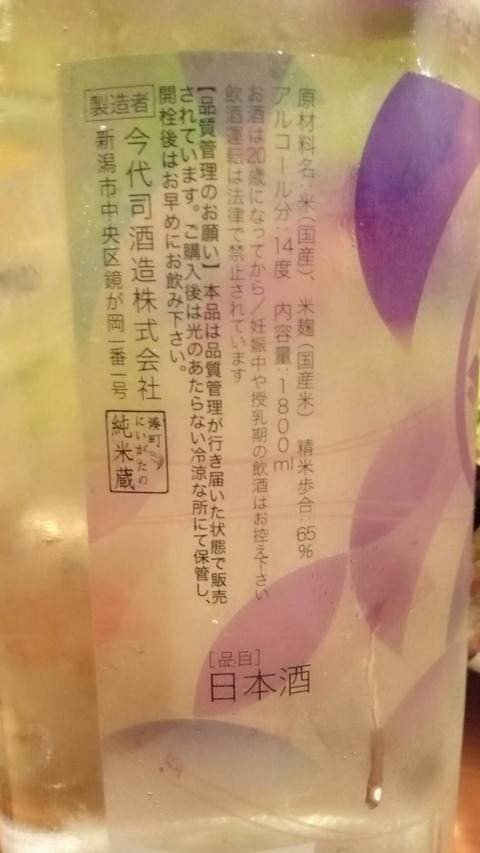 原材料名：米（国産）、米麹（国産米）　精米歩合：65％
アルコール分：14度　内容量：1800ml
お酒は20歳になってから／妊娠中や授乳期の飲酒はお控え下さい
飲酒運転は法律で禁止されています
【品質管理のお願い】本品は品質管理が行き届いた状態で販売
されています。ご購入後は光のあたらない冷涼な所にて保管し、
開栓後はお早めにお飲み下さい。
製造者 今代司酒造株式会社
新潟市中央区鏡が岡一番一号
湊町
にいがたの
純米蔵
［品目］
日本酒